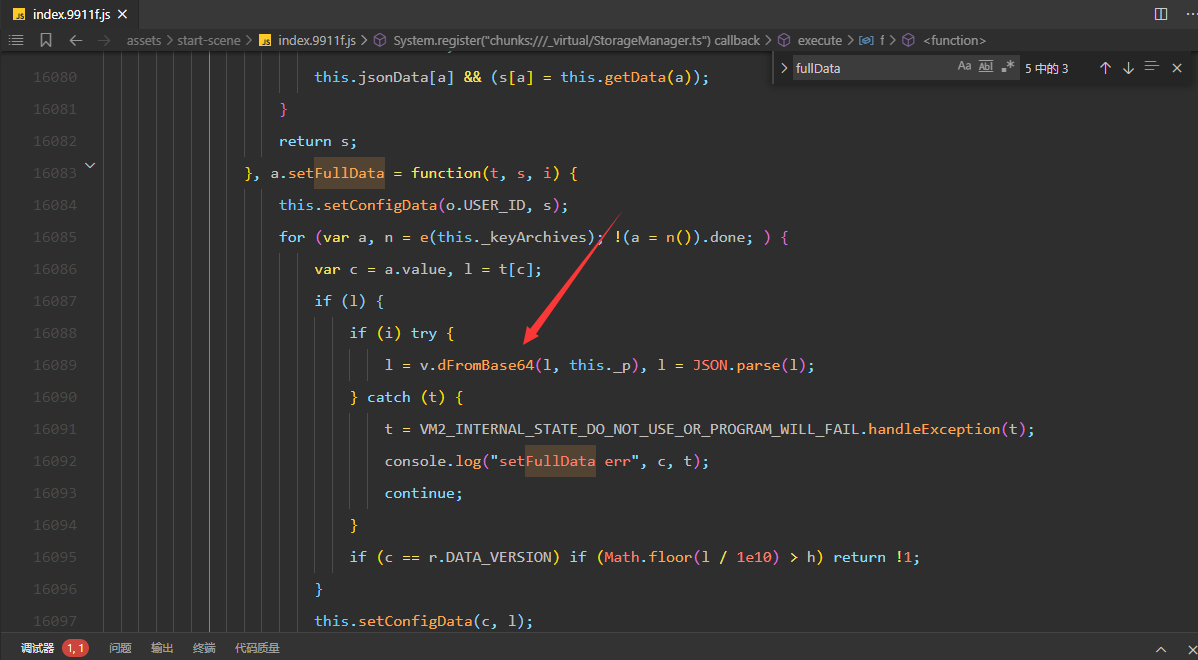 JS index.9911f.js
assets > start-scene > JS index.9911f.js > System.register("chunks:///_virtual/StorageManager.ts") callback > execute > f > <function>
fullData Aa Abl .* 5 中的 3
16080 this.jsonData[a] && (s[a] = this.getData(a));
16081 }
16082 return s;
16083 }, a.setFullData = function(t, s, i) {
16084 this.setConfigData(o.USER_ID, s);
16085 for (var a, n = e(this._keyArchives); !(a = n()).done; ) {
16086 var c = a.value, l = t[c];
16087 if (l) {
16088 if (i) try {
16089 l = v.dFromBase64(l, this._p), l = JSON.parse(l);
16090 } catch (t) {
16091 t = VM2_INTERNAL_STATE_DO_NOT_USE_OR_PROGRAM_WILL_FAIL.handleException(t);
16092 console.log("setFullData err", c, t);
16093 continue;
16094 }
16095 if (c == r.DATA_VERSION) if (Math.floor(l / 1e10) > h) return !1;
16096 }
16097 this.setConfigData(c, l);
调试器 1, 1 问题 输出 终端 代码质量